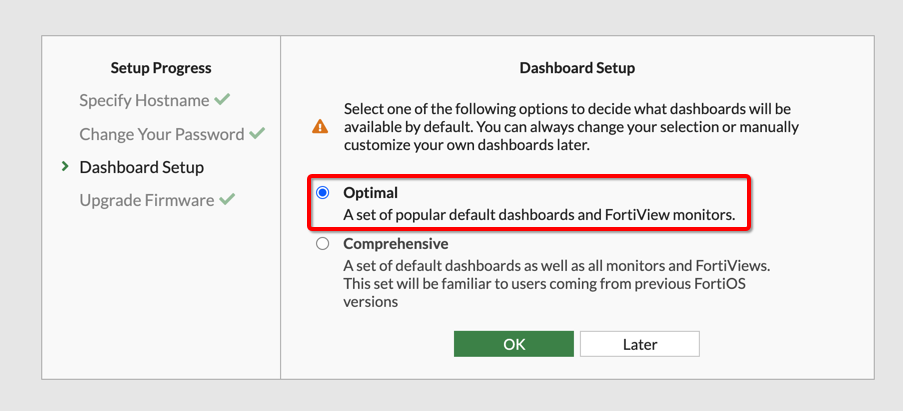 Setup Progress
Specify Hostname
Change Your Password
Dashboard Setup
Upgrade Firmware
Dashboard Setup
Select one of the following options to decide what dashboards will be
available by default. You can always change your selection or manually
customize your own dashboards later.
Optimal
A set of popular default dashboards and FortiView monitors.
Comprehensive
A set of default dashboards as well as all monitors and FortiViews.
This set will be familiar to users coming from previous FortiOS
versions
OK
Later